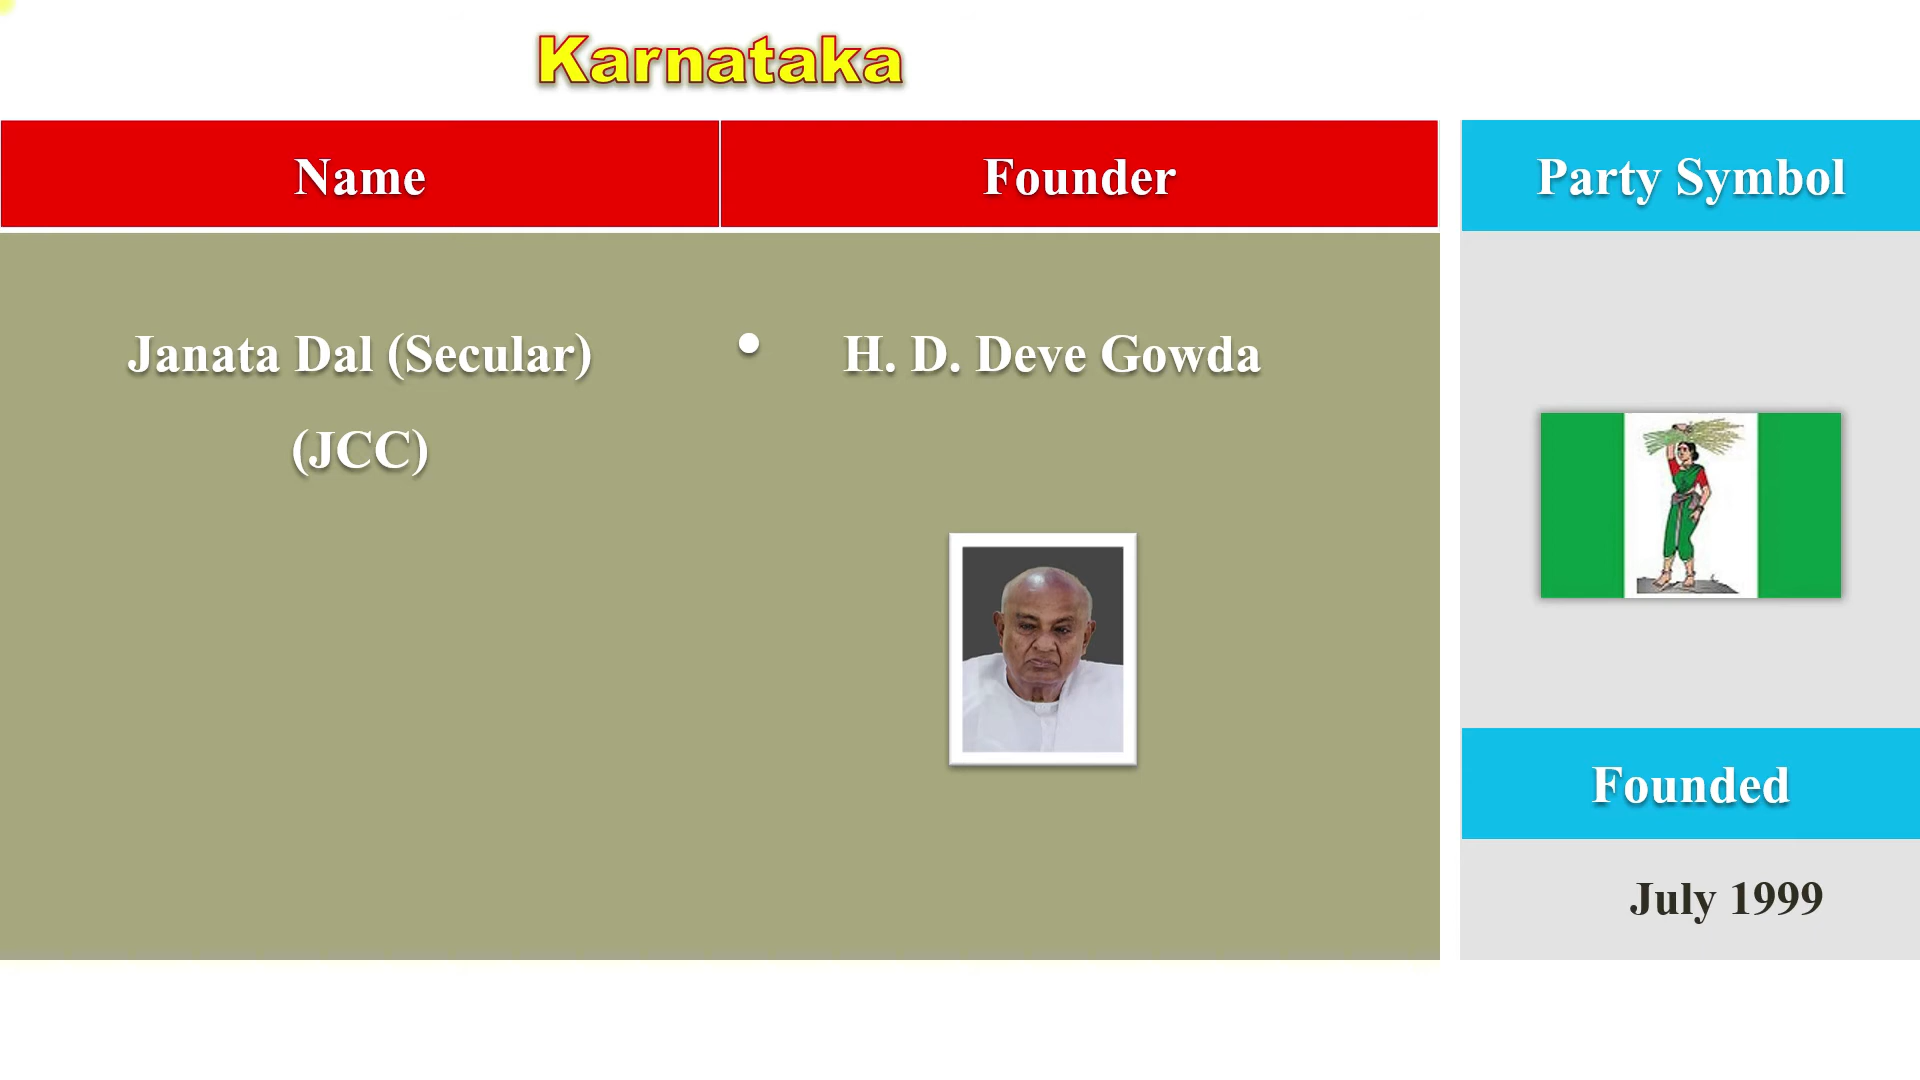 Karnataka
Name
Founder
Party Symbol
Janata Dal (Secular)
(JCC)
• H. D. Deve Gowda
Founded
July 1999